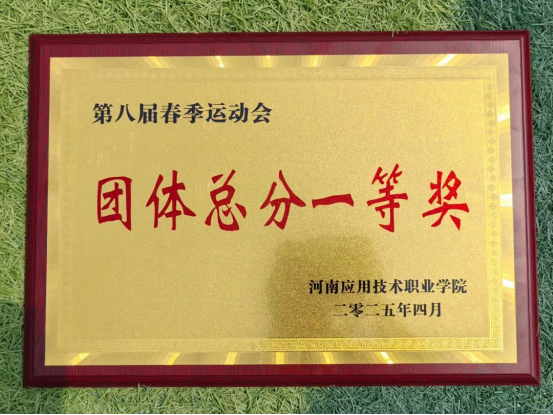 第八届春季运动会
团体总分一等奖
河南应用技术职业学院
二零二五年四月